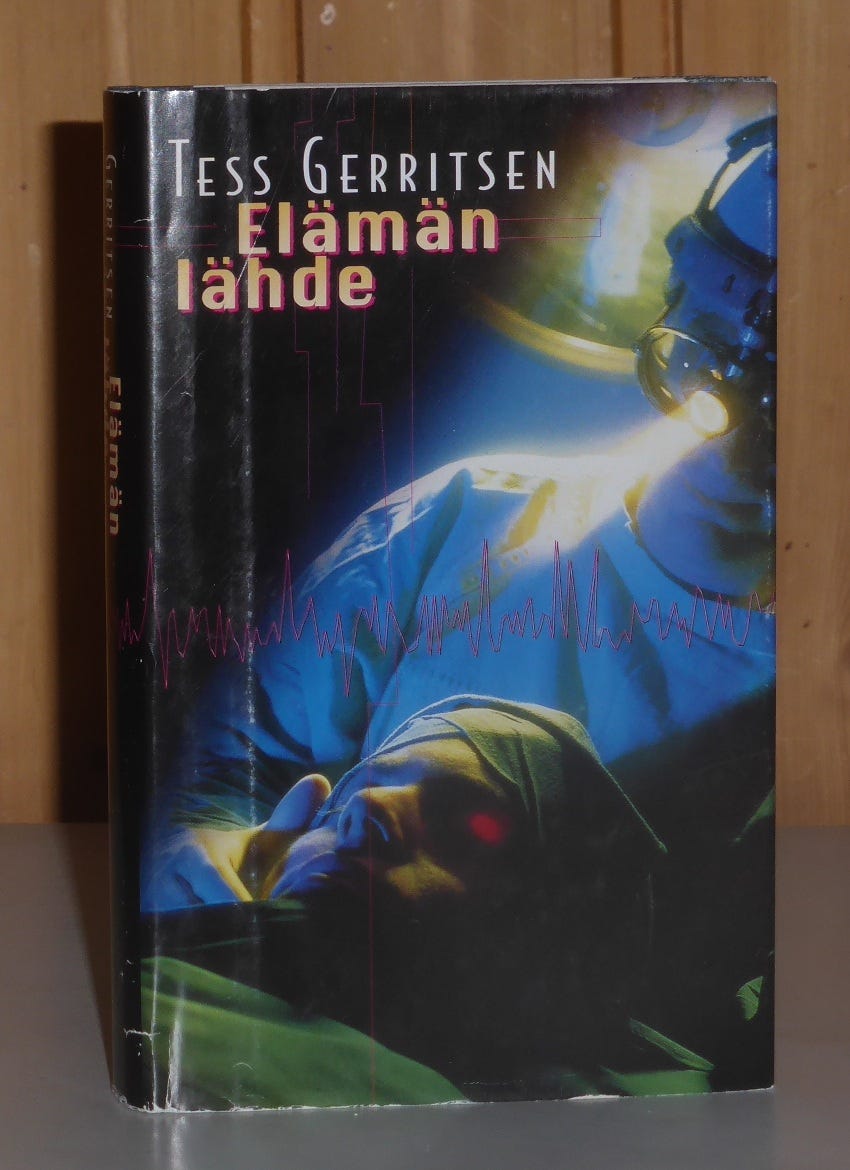 TESS GERRITSEN
Elämän
lähde
GERRITSEN
Elämän